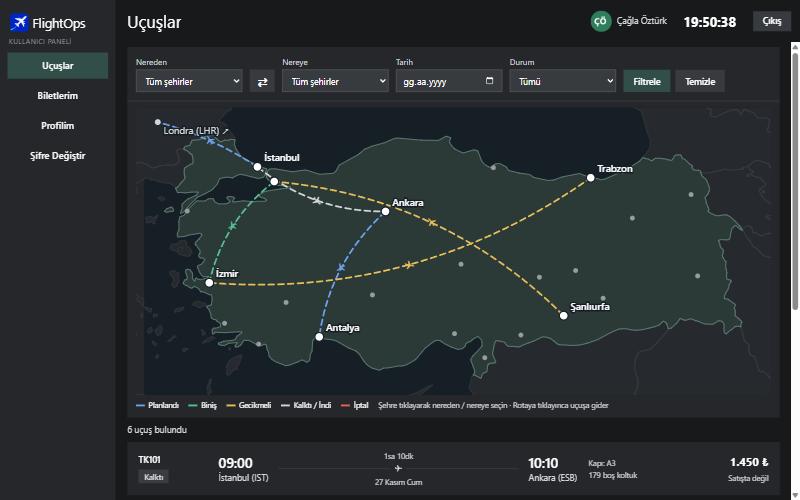 FlightOps
KULLANICI PANELİ
Uçuşlar
Biletlerim
Profilim
Şifre Değiştir
Uçuşlar
ÇÖ
Çağla Öztürk
19:50:38
Çıkış
Nereden
Nereye
Tarih
Durum
Tüm şehirler
Tüm şehirler
gg.aa.yyyy
Tümü
Filtrele
Temizle
Londra (LHR) ↗
İstanbul
Trabzon
Ankara
İzmir
Şanlıurfa
Antalya
Planlandı
Biniş
Gecikmeli
Kalktı / İndi
İptal
Şehre tıklayarak nereden / nereye seçin · Rotaya tıklayınca uçuşa gider
6 uçuş bulundu
TK101
Kalktı
09:00
İstanbul (IST)
1sa 10dk
27 Kasım Cum
10:10
Ankara (ESB)
Kapı: A3
179 boş koltuk
1.450 ₺
Satışta değil